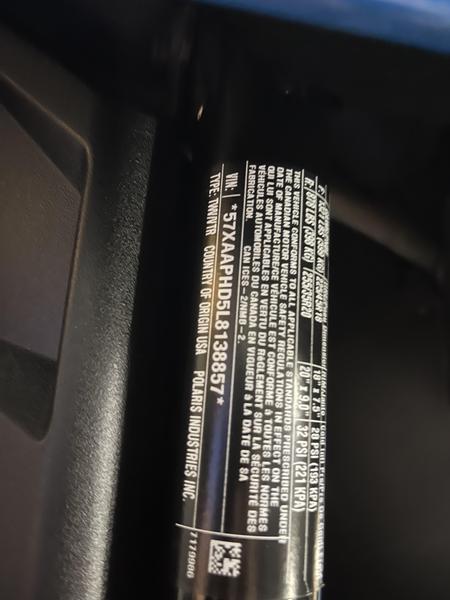 18" x 7.5" 28 PSI (193 KPA)
20" x 9.0" 32 PSI (221 KPA)
THIS VEHICLE CONFORMS TO ALL APPLICABLE STANDARDS PRESCRIBED UNDER
THE CANADIAN MOTOR VEHICLE SAFETY REGULATIONS IN EFFECT ON THE
DATE OF MANUFACTURE/CE VÉHICULE EST CONFORME À TOUTES LES NORMES
QUI LUI SONT APPLICABLES EN VERTU DU RÈGLEMENT SUR LA SÉCURITÉ DES
VÉHICULES AUTOMOBILES DU CANADA EN VIGUEUR À LA DATE DE SA
FABRICATION. CAN ICES-2/NMB-2.
VIN: *57XAAPHD5L8138857*
COUNTRY OF ORIGIN USA POLARIS INDUSTRIES INC.